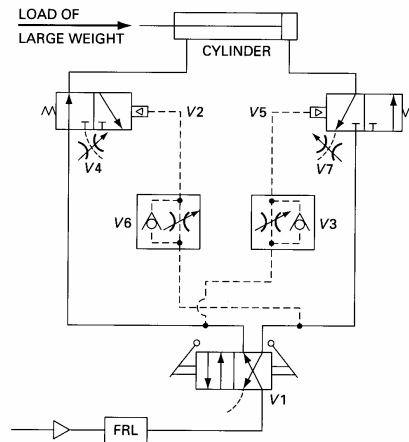 LOAD OF
LARGE WEIGHT
CYLINDER
V2
V5
V4
V7
V6
V3
V1
FRL